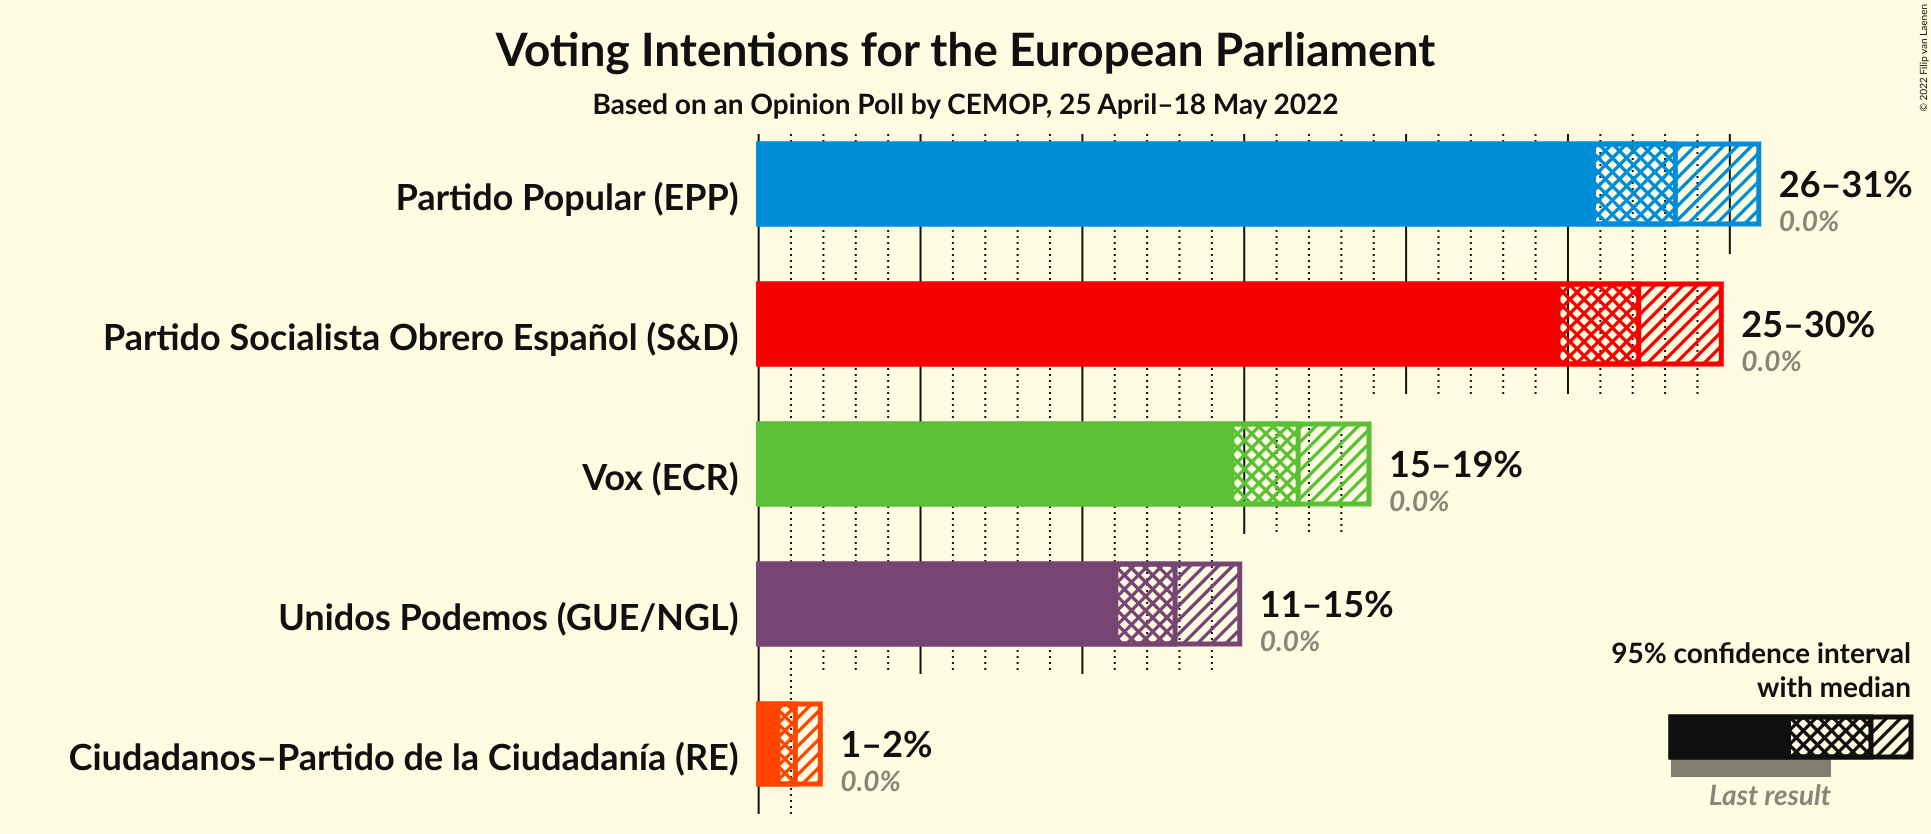 Voting Intentions for the European Parliament
Based on an Opinion Poll by CEMOP, 25 April–18 May 2022
© 2022 Filip van Laenen
Partido Popular (EPP)
26–31%
0.0%
Partido Socialista Obrero Español (S&D)
25–30%
0.0%
Vox (ECR)
15–19%
0.0%
Unidos Podemos (GUE/NGL)
11–15%
0.0%
Ciudadanos–Partido de la Ciudadanía (RE)
1–2%
0.0%
95% confidence interval
with median
Last result